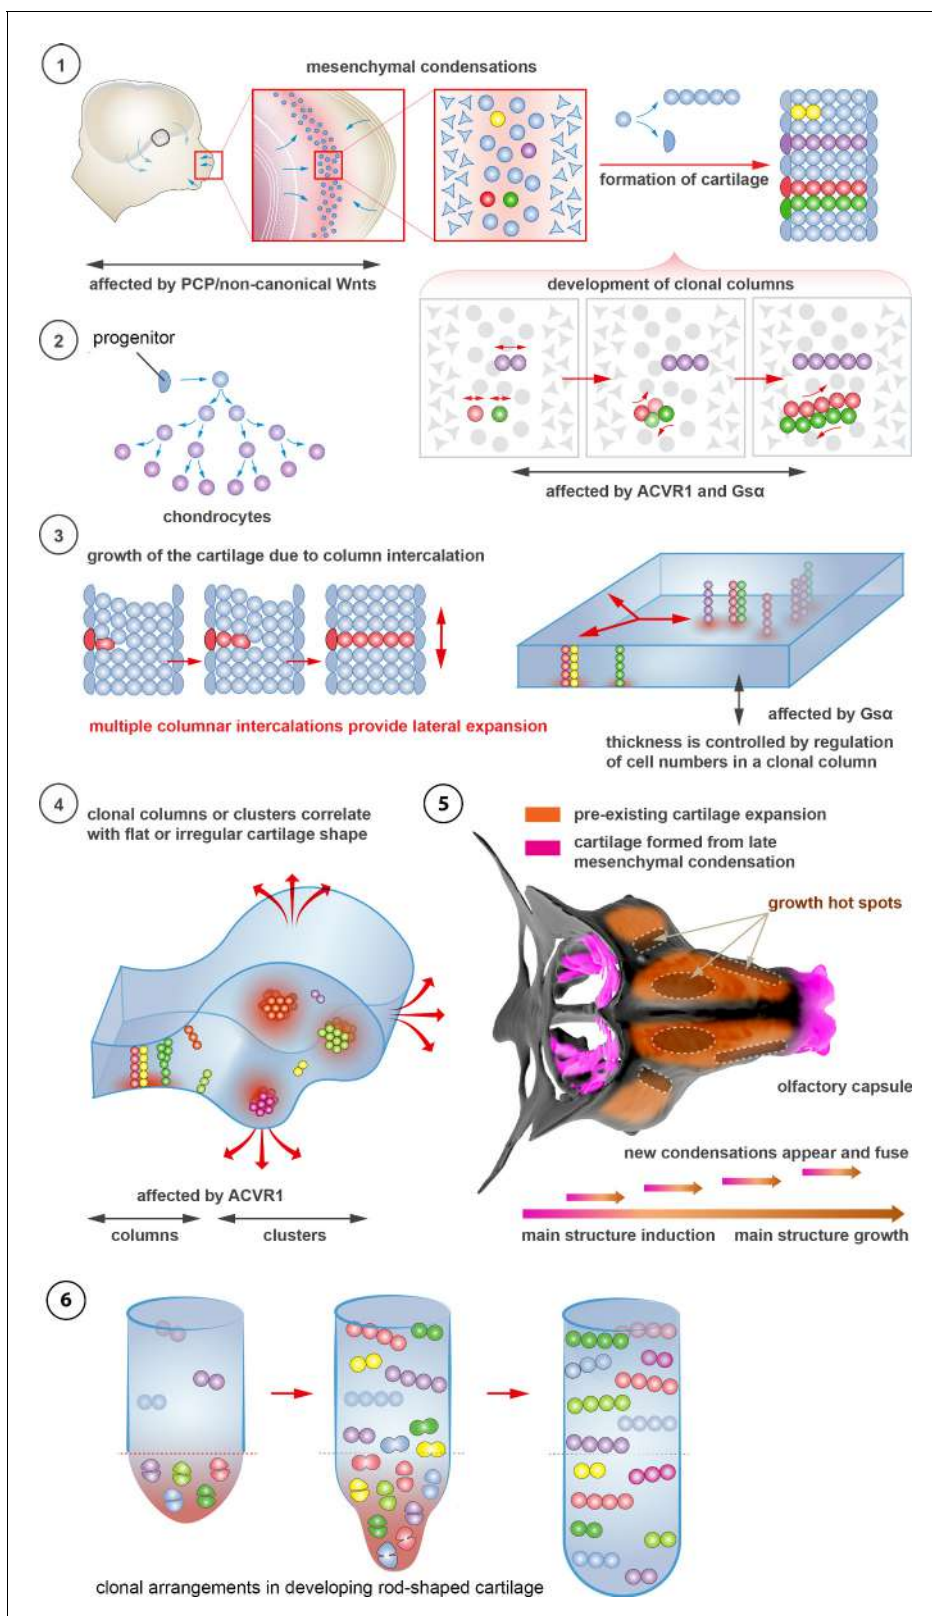 1
mesenchymal condensations
formation of cartilage
affected by PCP/non-canonical Wnts
development of clonal columns
2
progenitor
chondrocytes
affected by ACVR1 and Gsα
3
growth of the cartilage due to column intercalation
multiple columnar intercalations provide lateral expansion
affected by Gsα
thickness is controlled by regulation
of cell numbers in a clonal column
4
clonal columns or clusters correlate
with flat or irregular cartilage shape
affected by ACVR1
columns
clusters
5
pre-existing cartilage expansion
cartilage formed from late
mesenchymal condensation
growth hot spots
olfactory capsule
new condensations appear and fuse
main structure induction
main structure growth
6
clonal arrangements in developing rod-shaped cartilage